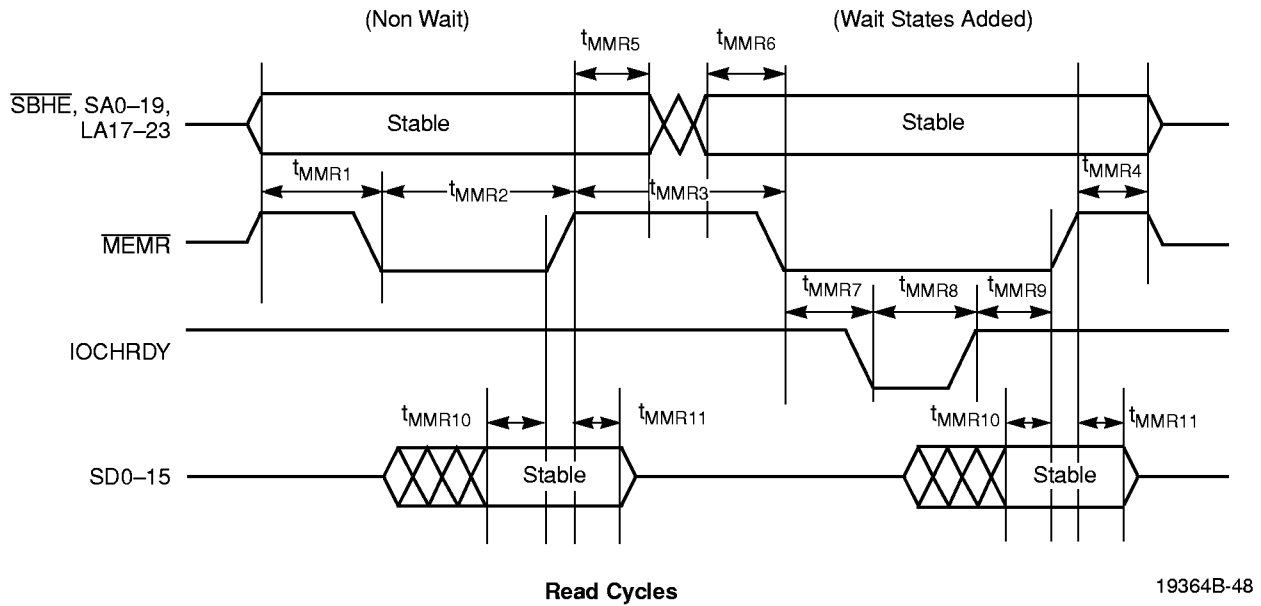 (Non Wait)
(Wait States Added)
tMMR5
tMMR6
SBHE, SA0–19,
LA17–23
Stable
Stable
tMMR1
tMMR2
tMMR3
tMMR4
MEMR
tMMR7
tMMR8
tMMR9
IOCHRDY
tMMR10
tMMR11
tMMR10
tMMR11
SD0–15
Stable
Stable
Read Cycles
19364B-48